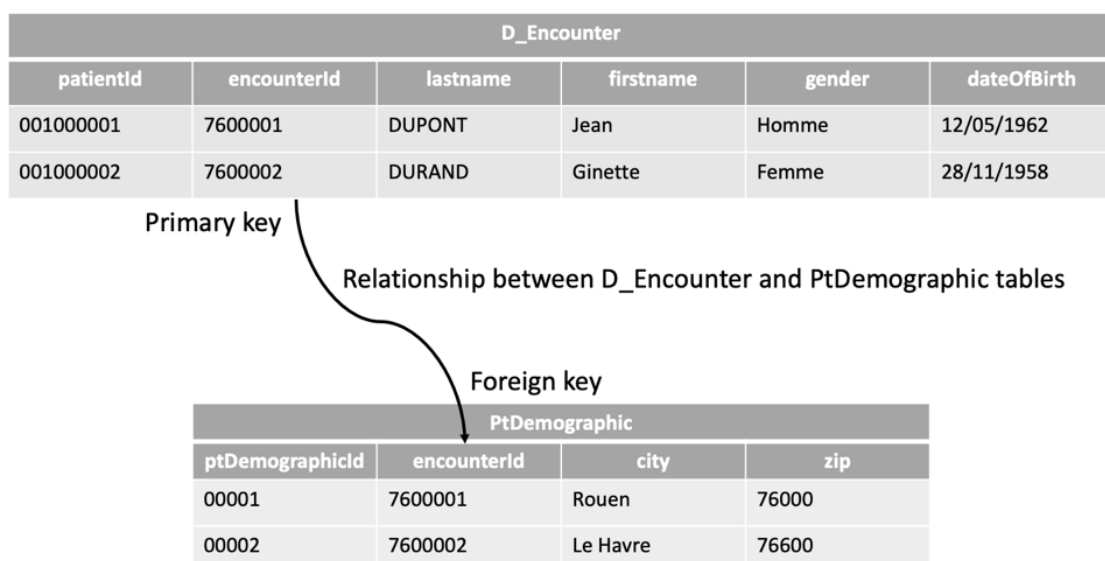 D_Encounter
patientId encounterId lastname firstname gender dateOfBirth
001000001 7600001 DUPONT Jean Homme 12/05/1962
001000002 7600002 DURAND Ginette Femme 28/11/1958
Primary key
Relationship between D_Encounter and PtDemographic tables
Foreign key
PtDemographic
ptDemographicId encounterId city zip
00001 7600001 Rouen 76000
00002 7600002 Le Havre 76600